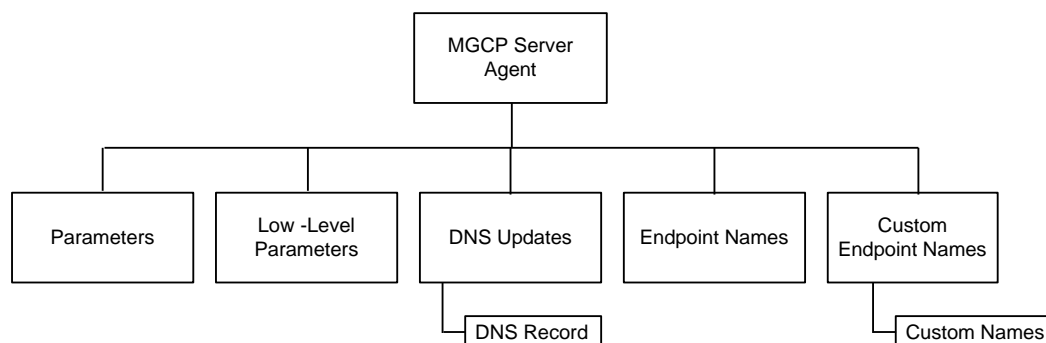 MGCP Server
Agent
Parameters
Low -Level
Parameters
DNS Updates
Endpoint Names
Custom
Endpoint Names
DNS Record
Custom Names